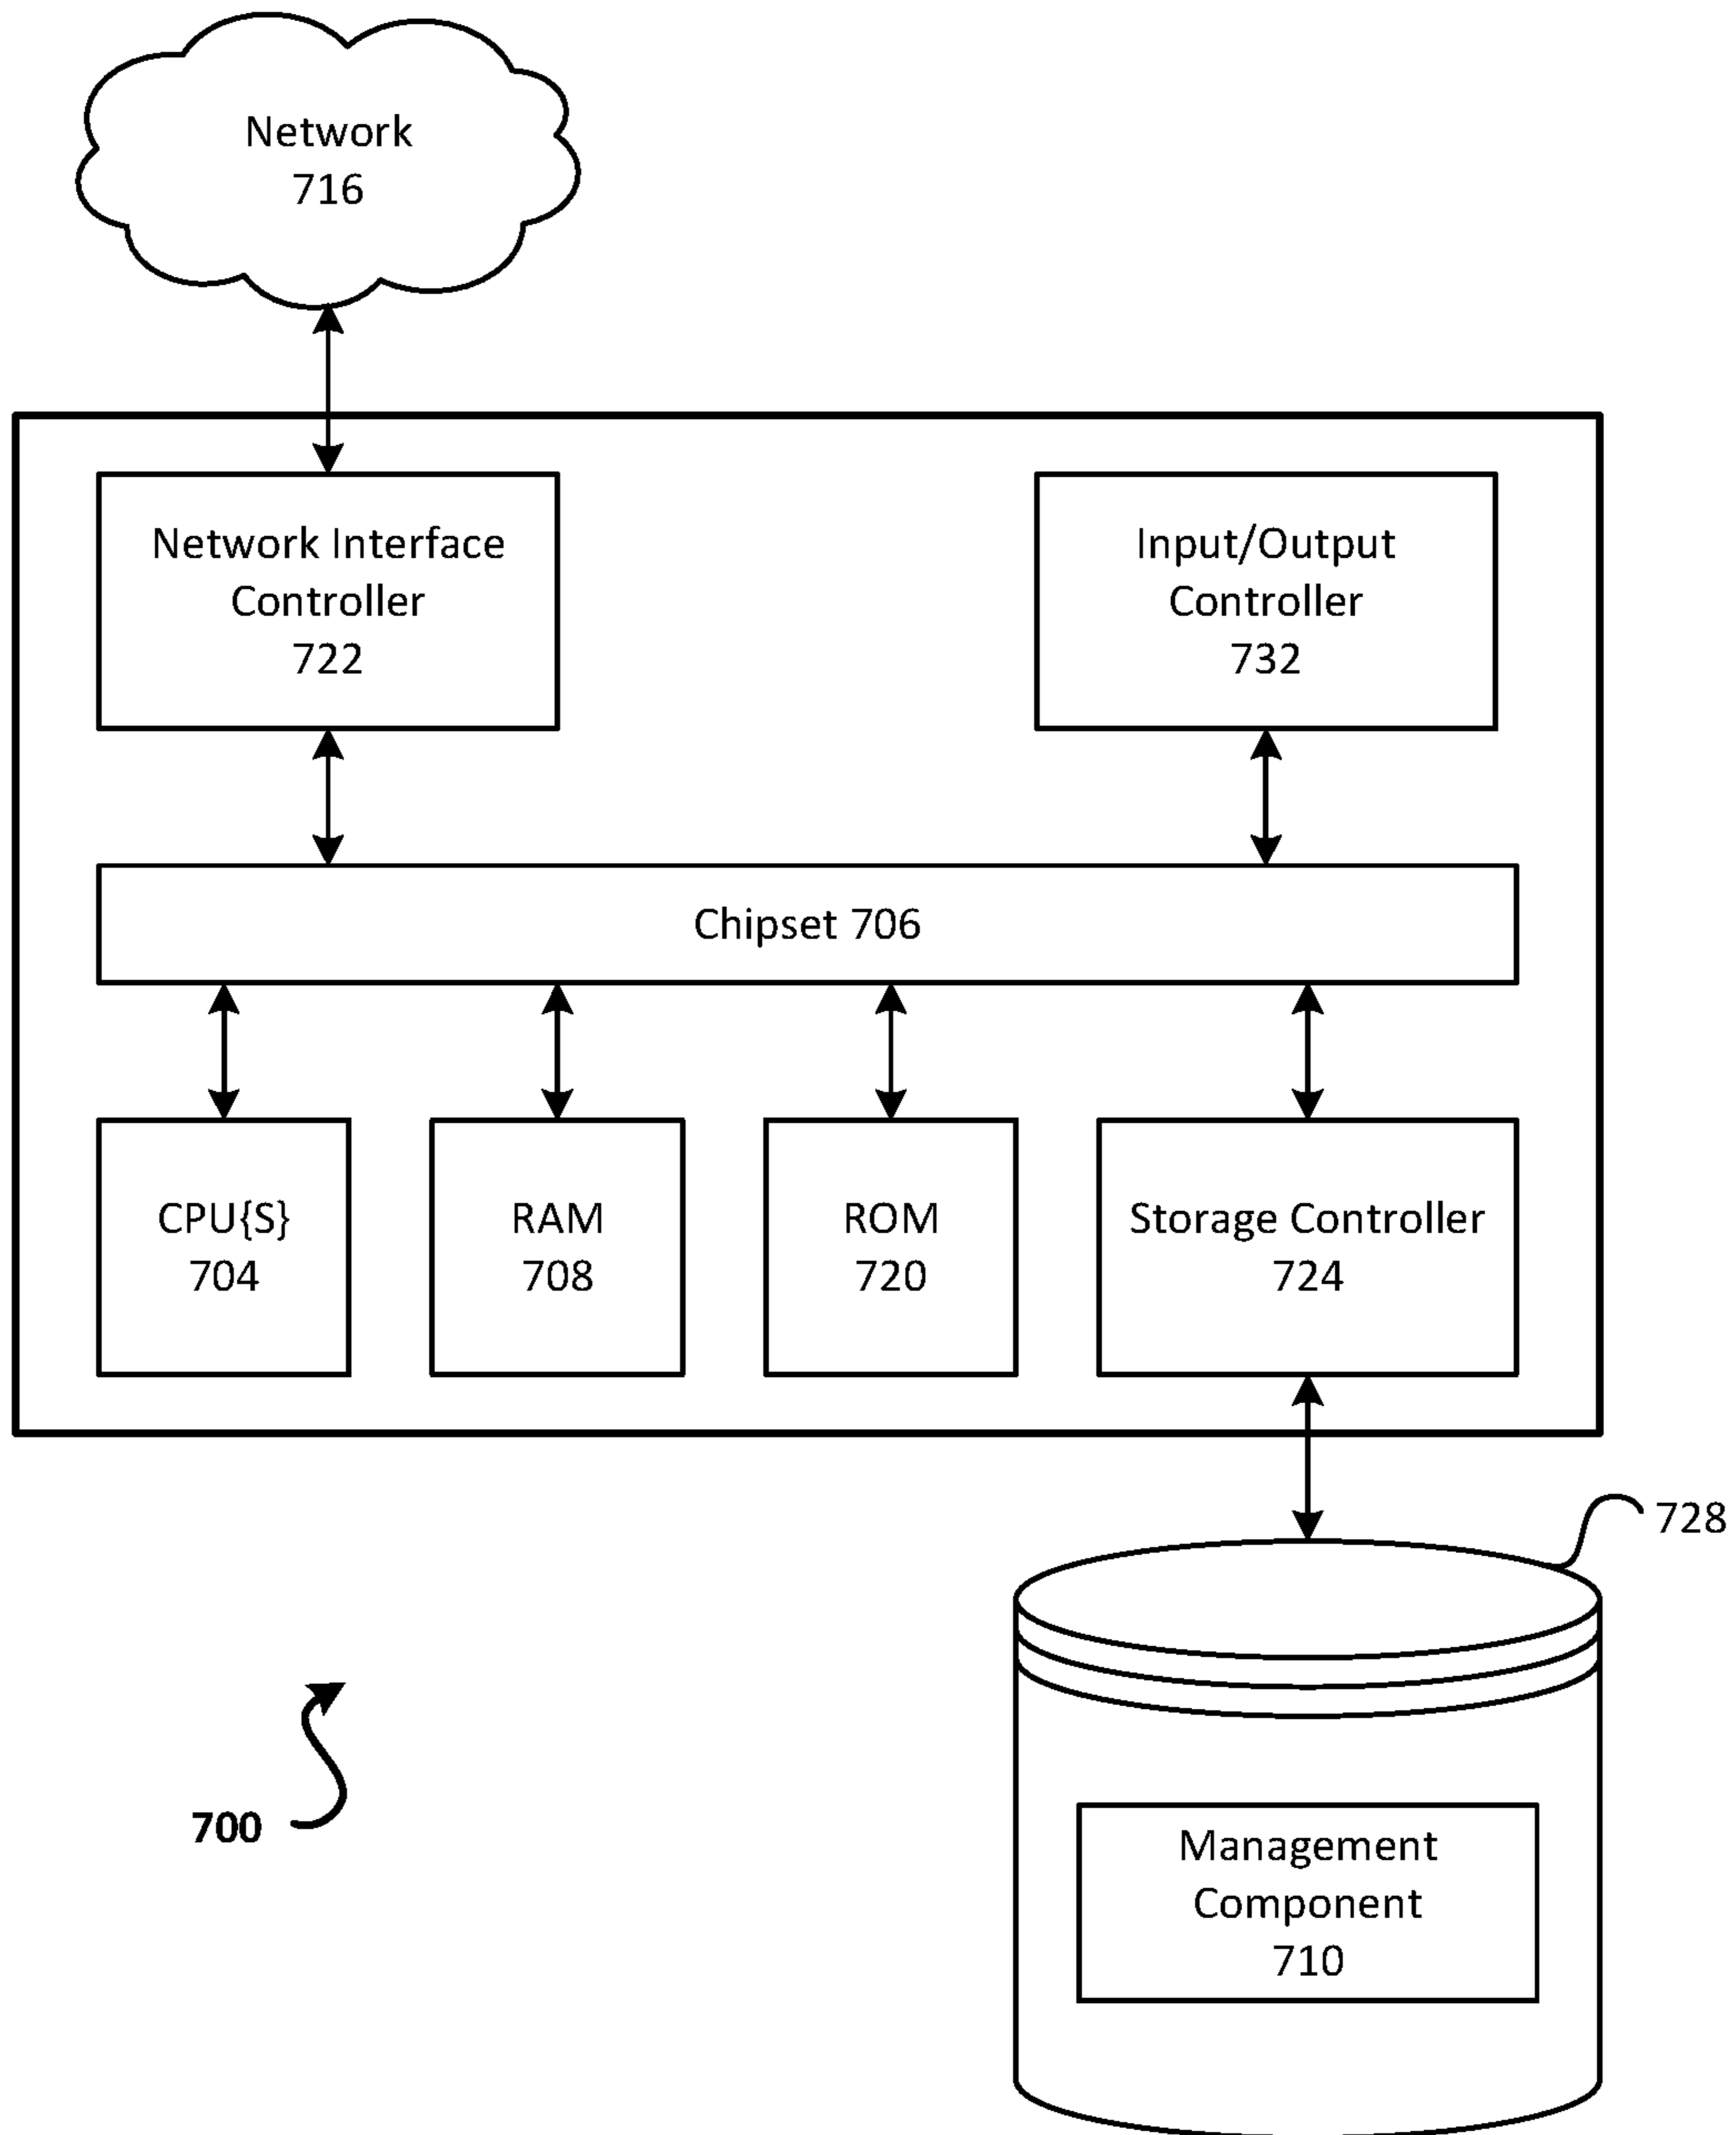 Network
716
Network Interface
Controller
722
Input/Output
Controller
732
Chipset 706
CPU{S}
704
RAM
708
ROM
720
Storage Controller
724
728
700
Management
Component
710